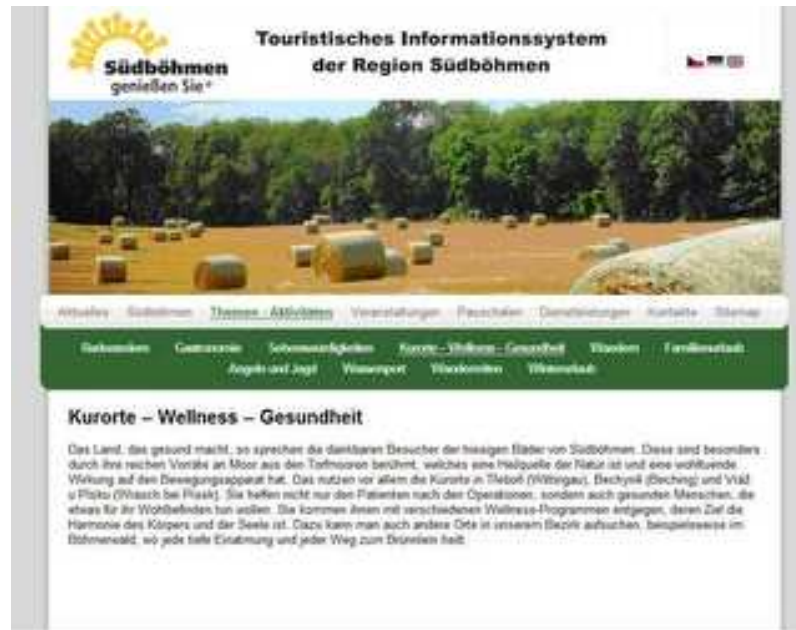 Touristisches Informationssystem
der Region Südböhmen
Südböhmen
genießen Sie
Aktuelles Südböhmen Themen - Aktivitäten Veranstaltungen Pauschalen Dienstleistungen Kontakte Sitemap
Radwandern Gastronomie Sehenswürdigkeiten Kurorte – Wellness – Gesundheit Wandern Familienurlaub
Angeln und Jagd Wassersport Wanderreiten Winterurlaub
Kurorte – Wellness – Gesundheit
Das Land, das gesund macht, so sprechen die dankbaren Besucher der hiesigen Bäder von Südböhmen. Diese sind besonders
durch ihre reichen Vorräte an Moor aus den Torfmooren berühmt, welches eine Heilquelle der Natur ist und eine wohltuende
Wirkung auf den Bewegungsapparat hat. Das nutzen vor allem die Kurorte in Třeboň (Wittingau), Bechyně (Beching) und Vráž
u Písku (Wrasch bei Pisek). Sie helfen nicht nur den Patienten nach den Operationen, sondern auch gesunden Menschen, die
etwas für ihr Wohlbefinden tun wollen. Sie kommen ihnen mit verschiedenen Wellness-Programmen entgegen, deren Ziel die
Harmonie des Körpers und der Seele ist. Dazu kann man auch andere Orte in unserem Bezirk aufsuchen, beispielsweise im
Böhmerwald, wo jede tiefe Einatmung und jeder Weg zum Brünnlein heilt.